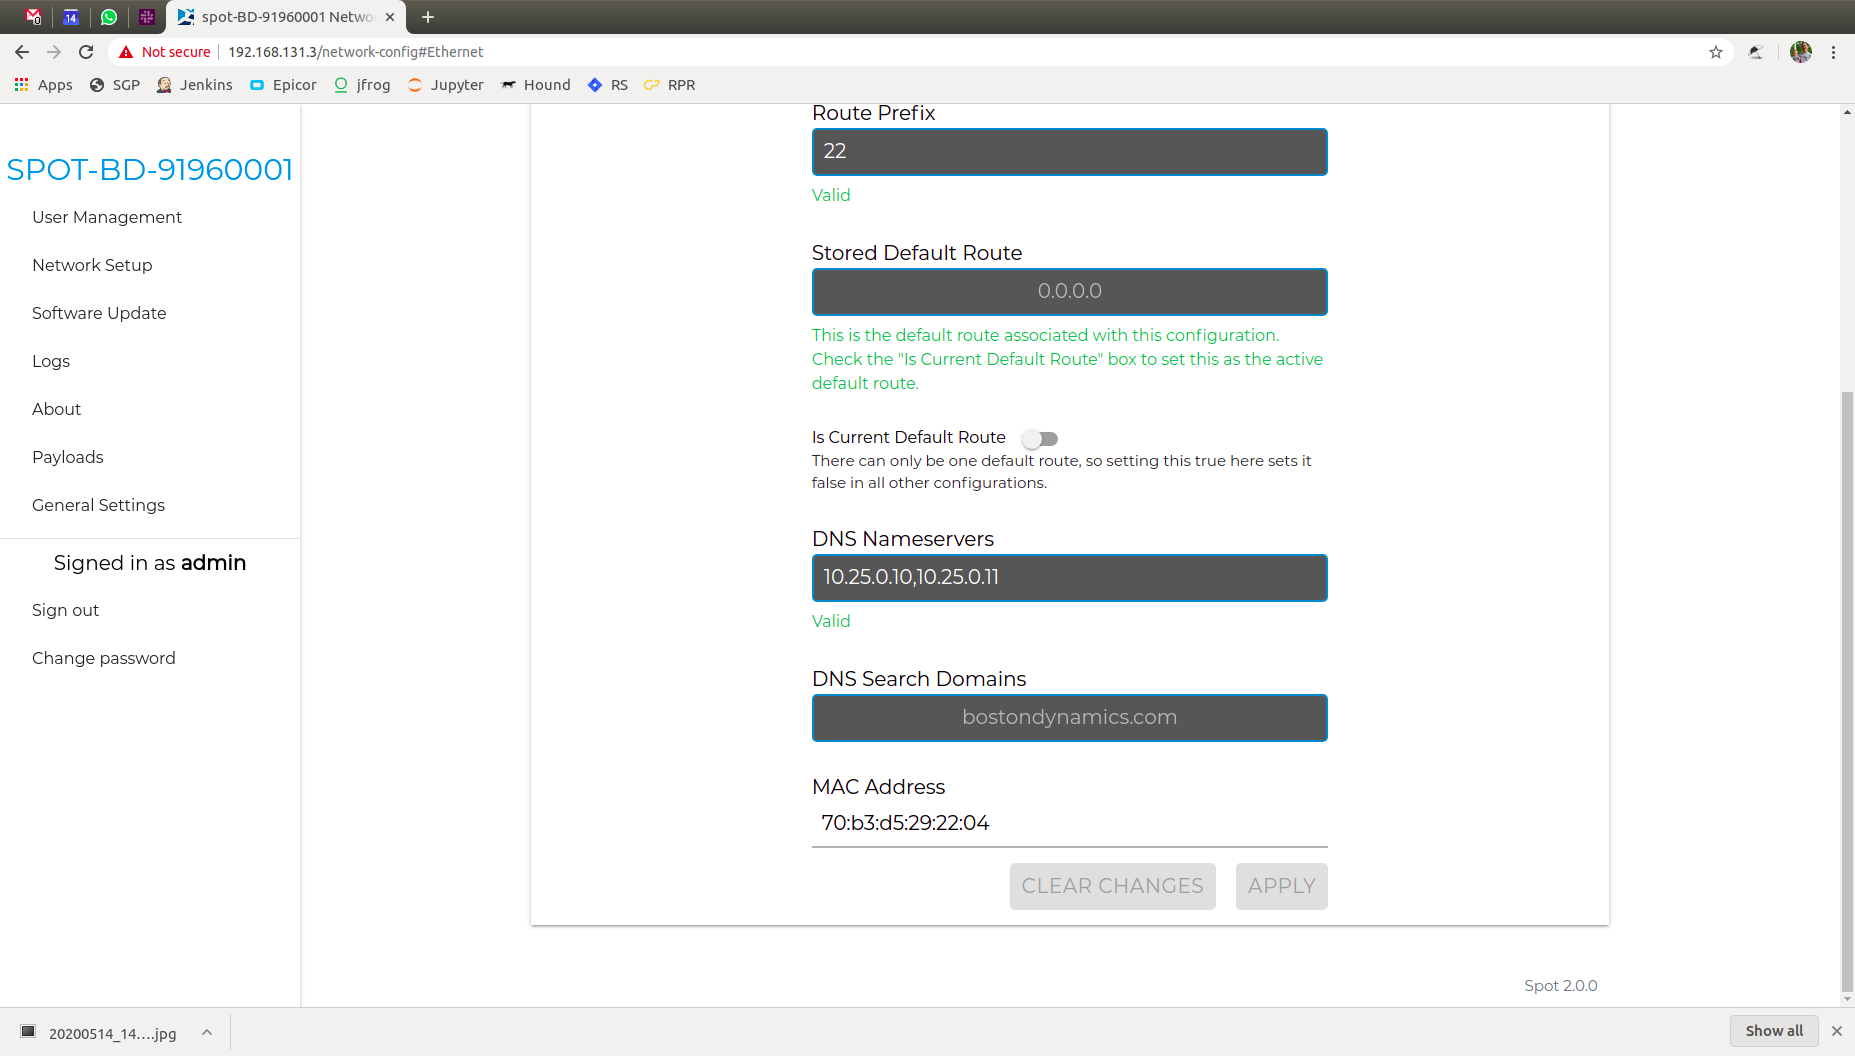 0
14
spot-BD-91960001 Netwo
Not secure
192.168.131.3/network-config#Ethernet
Apps
SGP
Jenkins
Epicor
jfrog
Jupyter
Hound
RS
RPR
SPOT-BD-91960001
User Management
Network Setup
Software Update
Logs
About
Payloads
General Settings
Signed in as admin
Sign out
Change password
Route Prefix
22
Valid
Stored Default Route
0.0.0.0
This is the default route associated with this configuration.
Check the "Is Current Default Route" box to set this as the active
default route.
Is Current Default Route
There can only be one default route, so setting this true here sets it
false in all other configurations.
DNS Nameservers
10.25.0.10,10.25.0.11
Valid
DNS Search Domains
bostondynamics.com
MAC Address
70:b3:d5:29:22:04
CLEAR CHANGES
APPLY
Spot 2.0.0
20200514_14....jpg
Show all